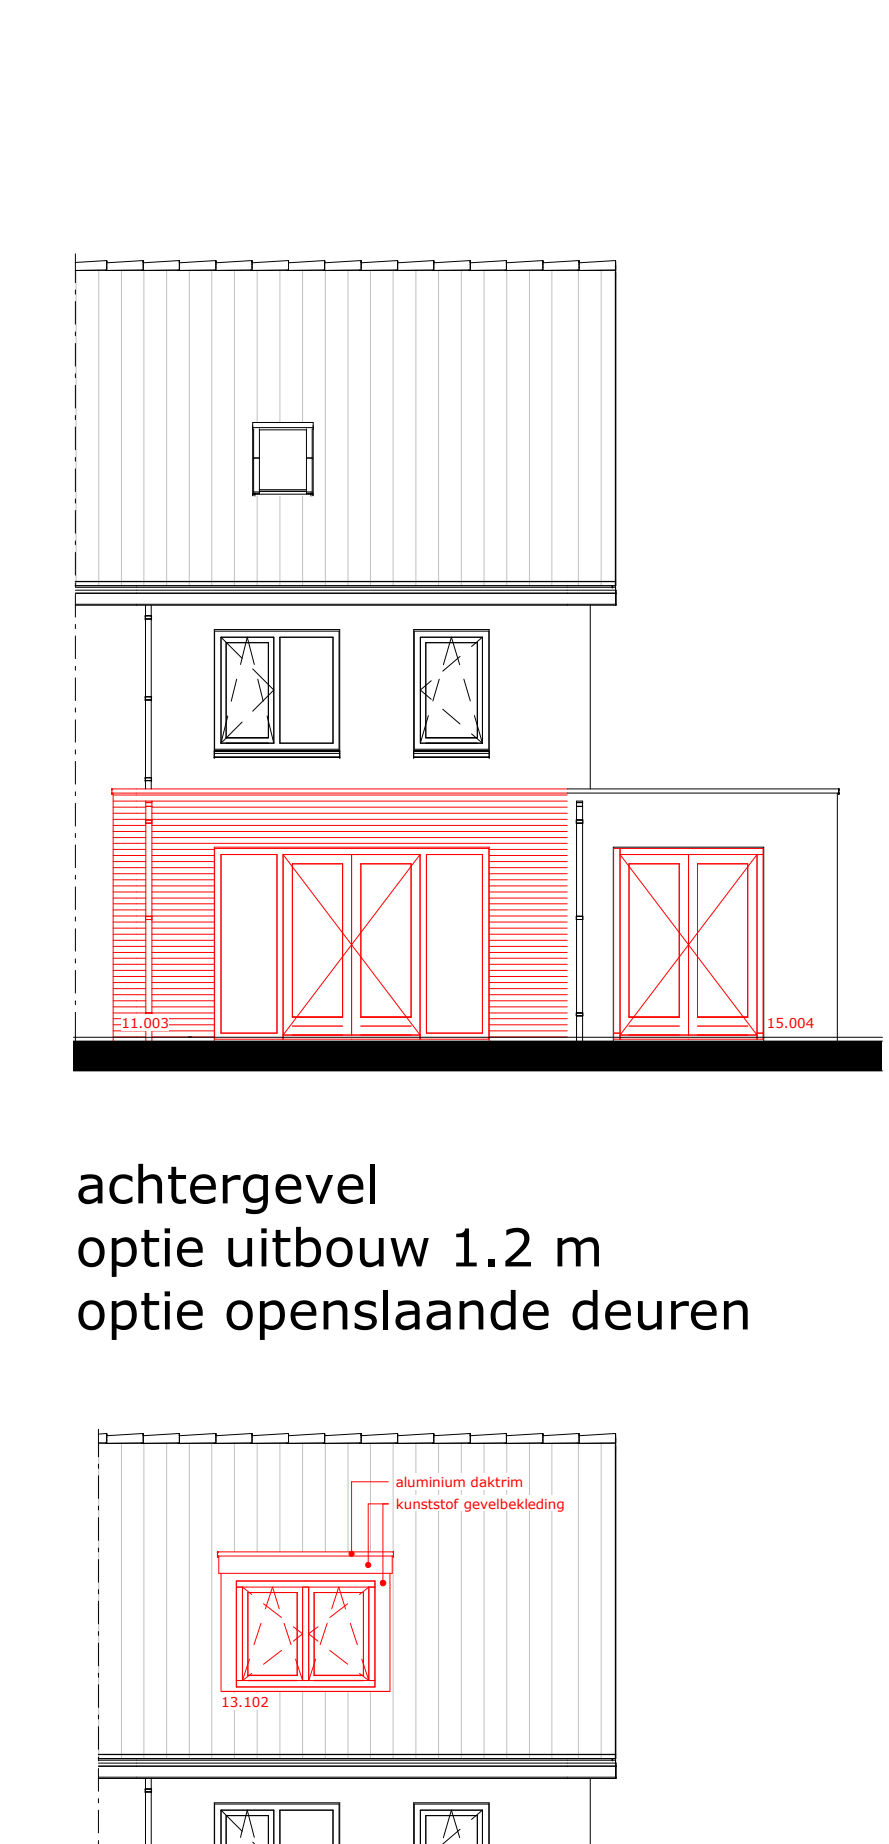 11.003
15.004
achtergevel
optie uitbouw 1.2 m
optie openslaande deuren
aluminium daktrim
kunststof gevelbekleding
13.102